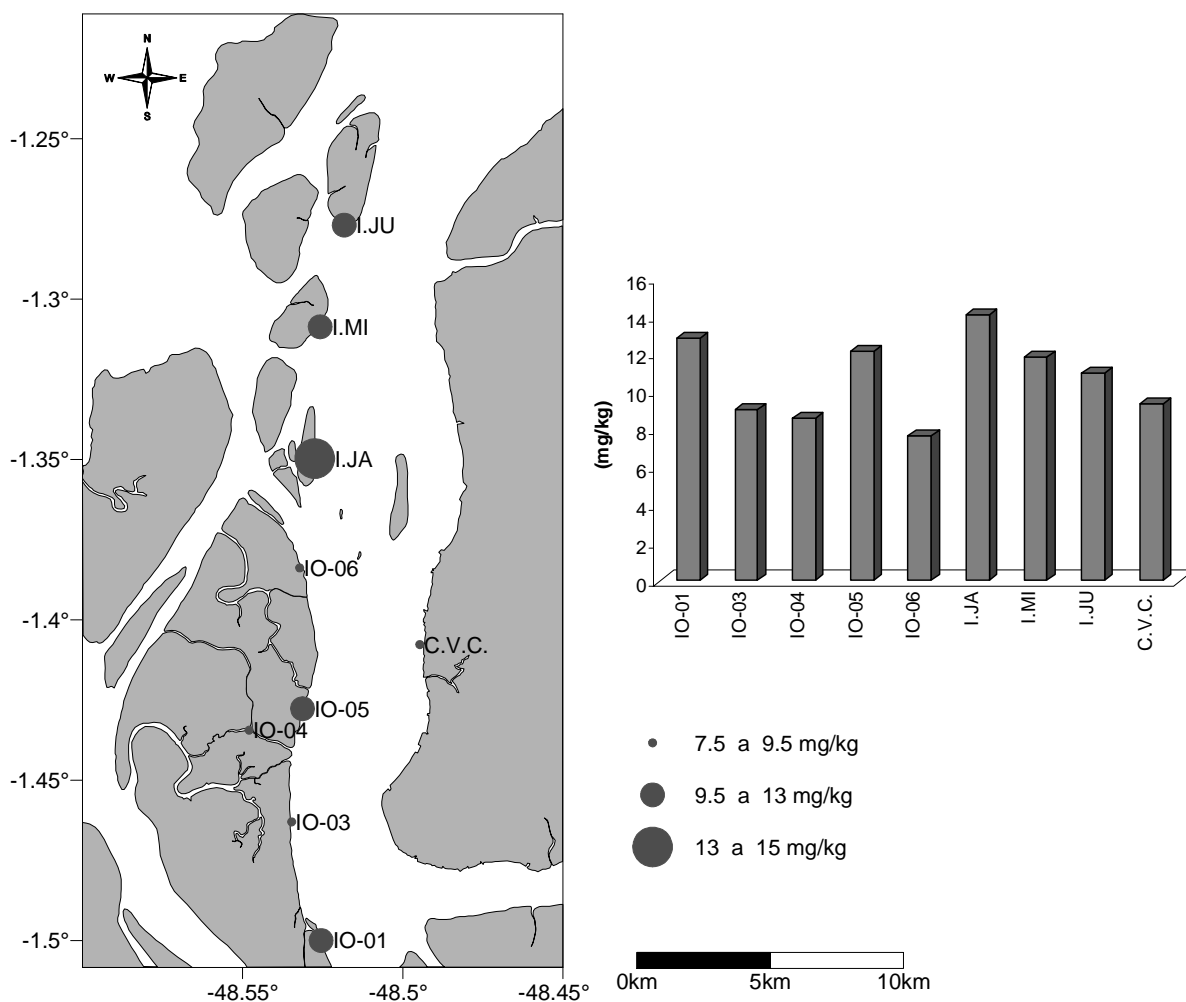 N
W E
S
-1.25°
-1.3°
-1.35°
-1.4°
-1.45°
-1.5°
-48.55° -48.5° -48.45°
I.JU
I.MI
I.JA
IO-06
C.V.C.
IO-05
IO-04
IO-03
IO-01
(mg/kg)
16
14
12
10
8
6
4
2
0
IO-01 IO-03 IO-04 IO-05 IO-06 I.JA I.MI I.JU C.V.C.
7.5 a 9.5 mg/kg
9.5 a 13 mg/kg
13 a 15 mg/kg
0km 5km 10km